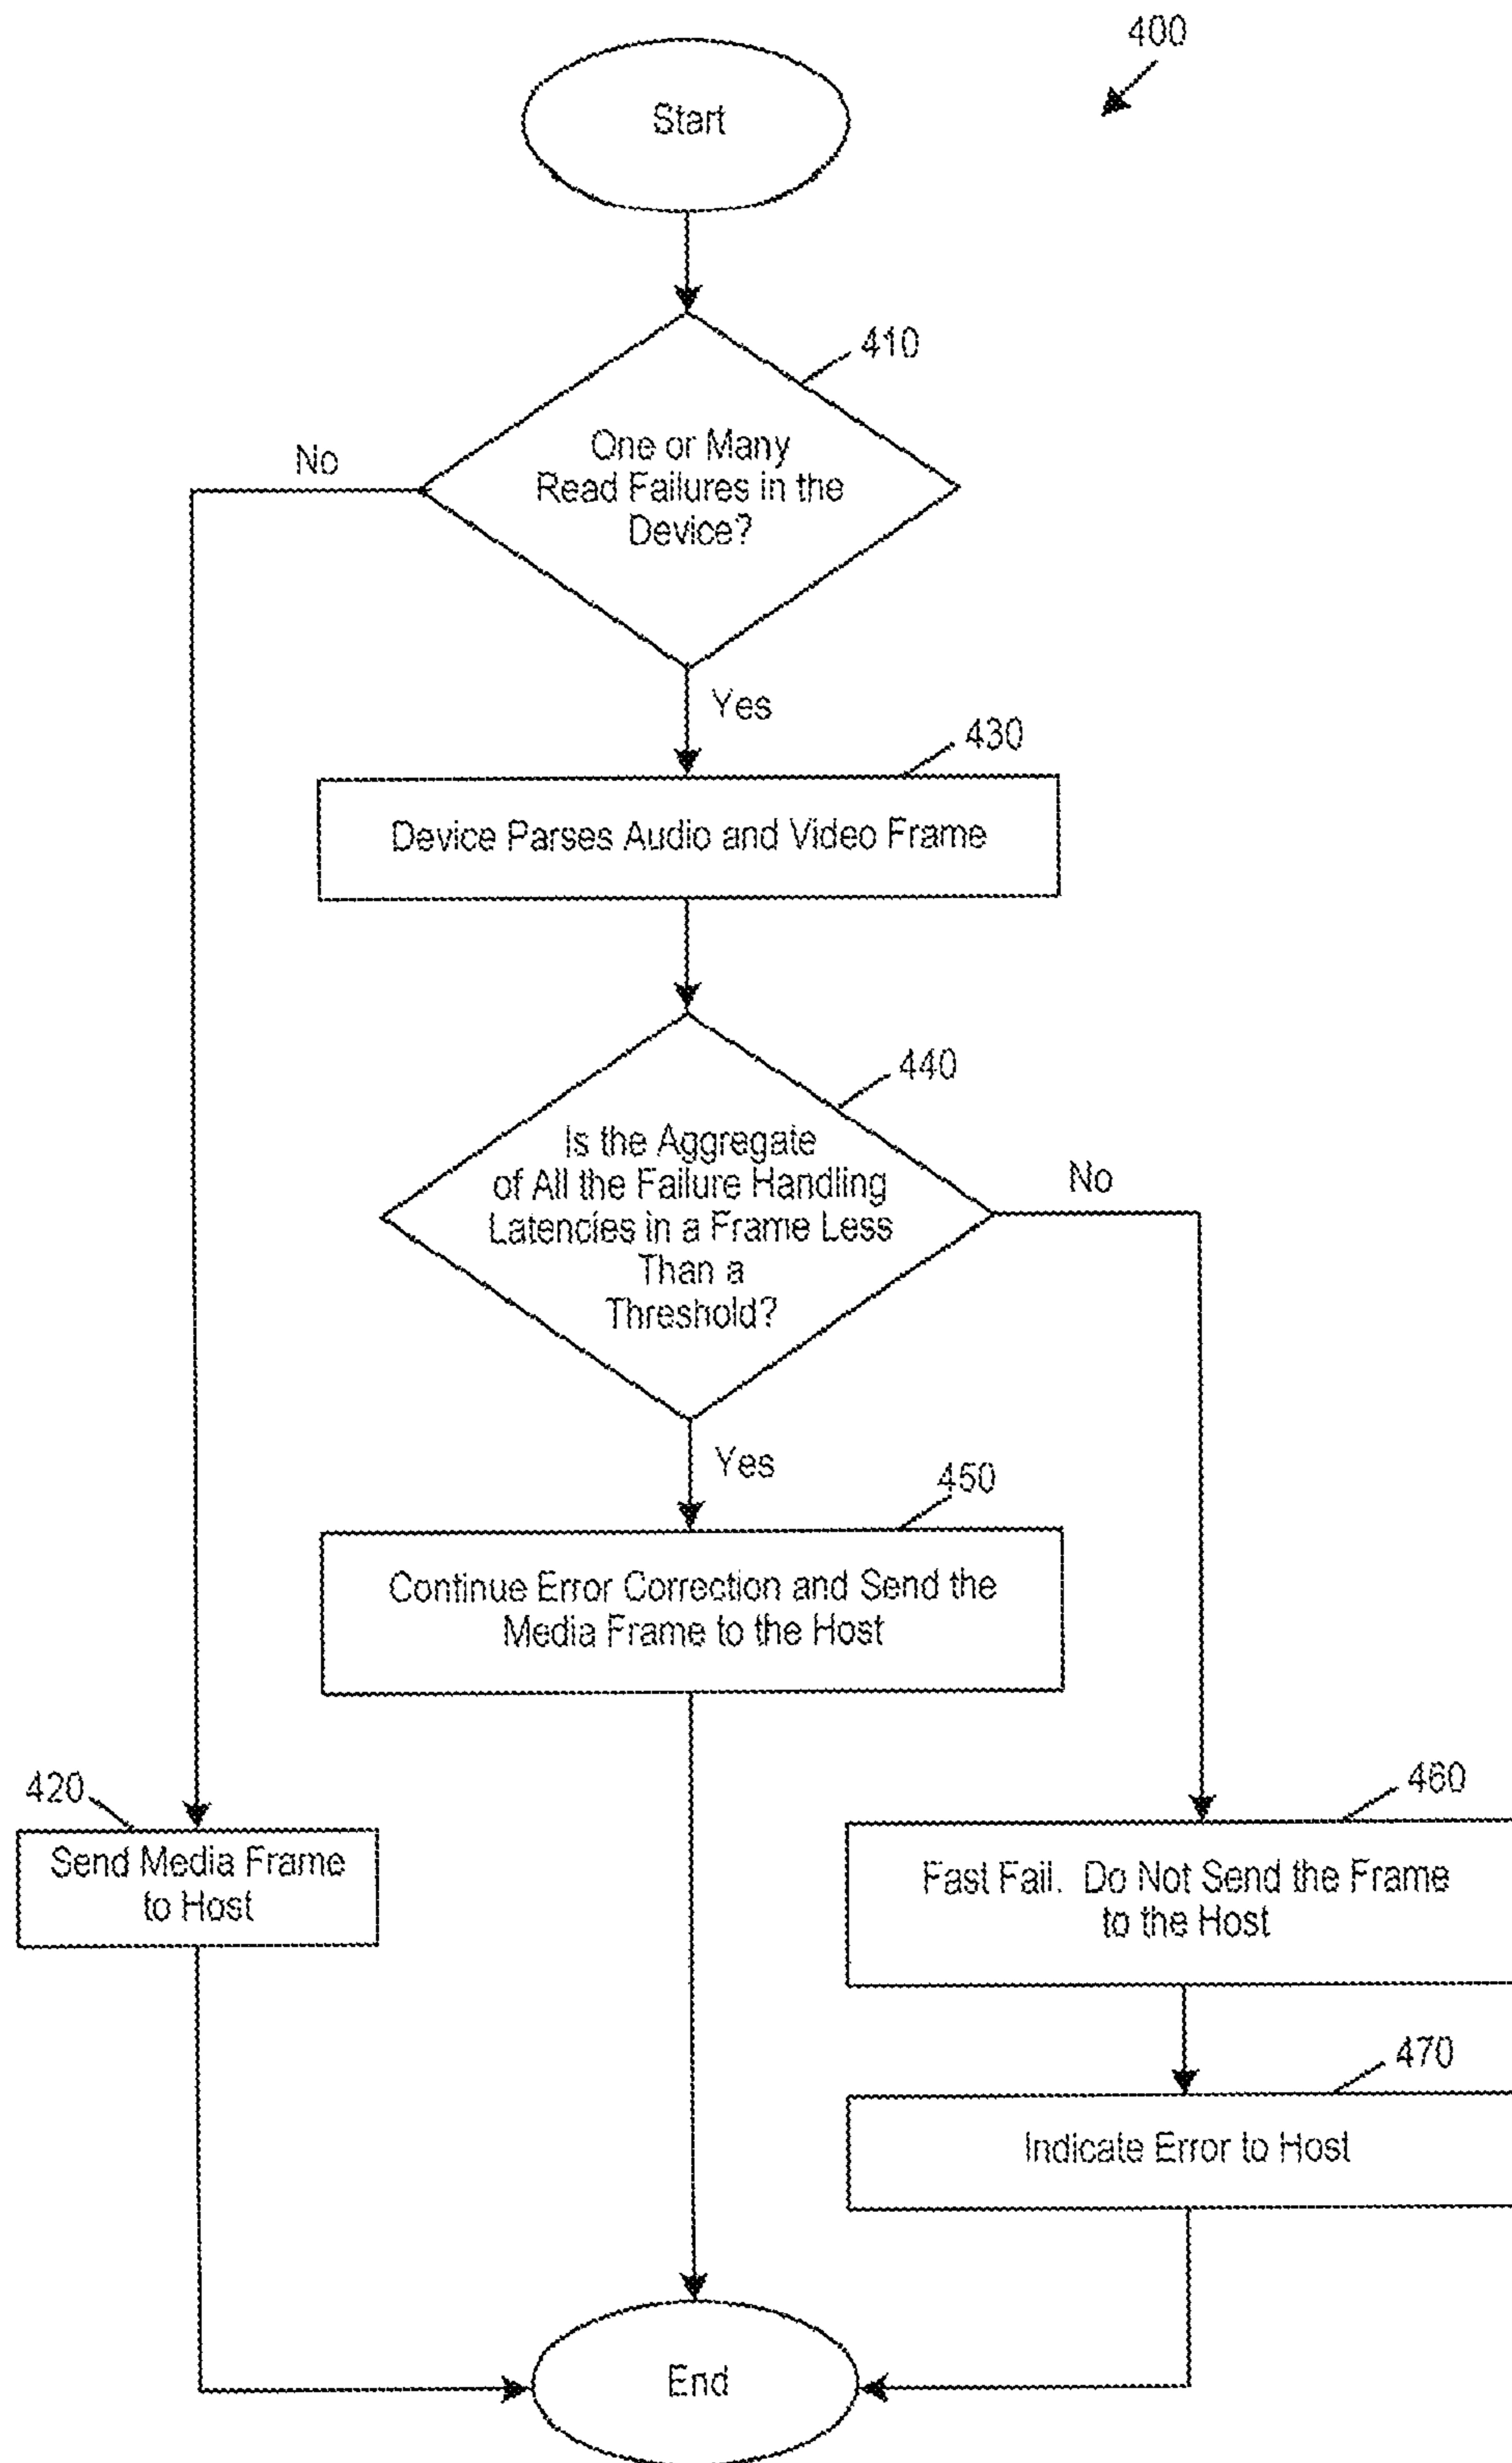 400
Start
410
One or Many
Read Failures in the
Device?
No
Yes
430
Device Parses Audio and Video Frame
440
Is the Aggregate
of All the Failure Handling
Latencies in a Frame Less
Than a
Threshold?
No
Yes
450
Continue Error Correction and Send the
Media Frame to the Host
420
Send Media Frame
to Host
460
Fast Fail. Do Not Send the Frame
to the Host
470
Indicate Error to Host
End